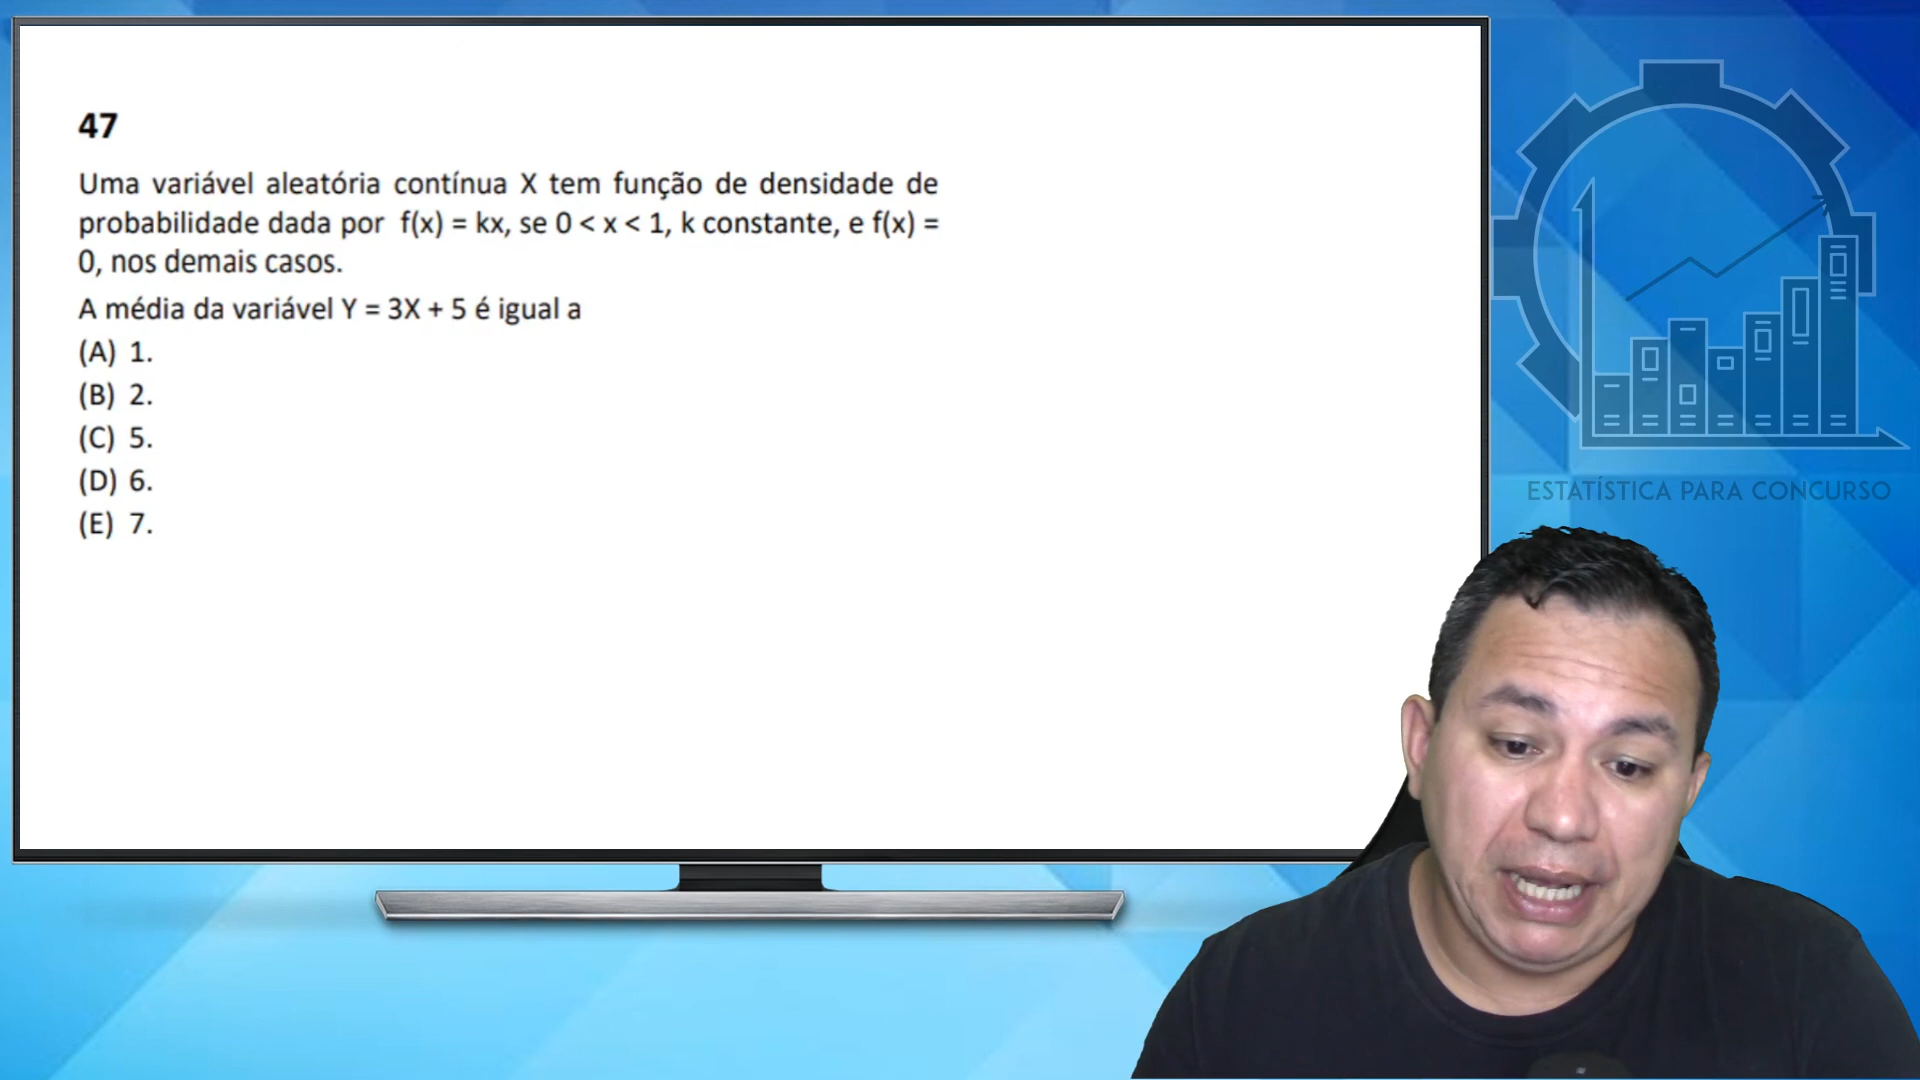 47
Uma variável aleatória contínua X tem função de densidade de
probabilidade dada por f(x) = kx, se 0 < x < 1, k constante, e f(x) =
0, nos demais casos.
A média da variável Y = 3X + 5 é igual a
(A) 1.
(B) 2.
(C) 5.
(D) 6.
(E) 7.
ESTATÍSTICA PARA CONCURSO